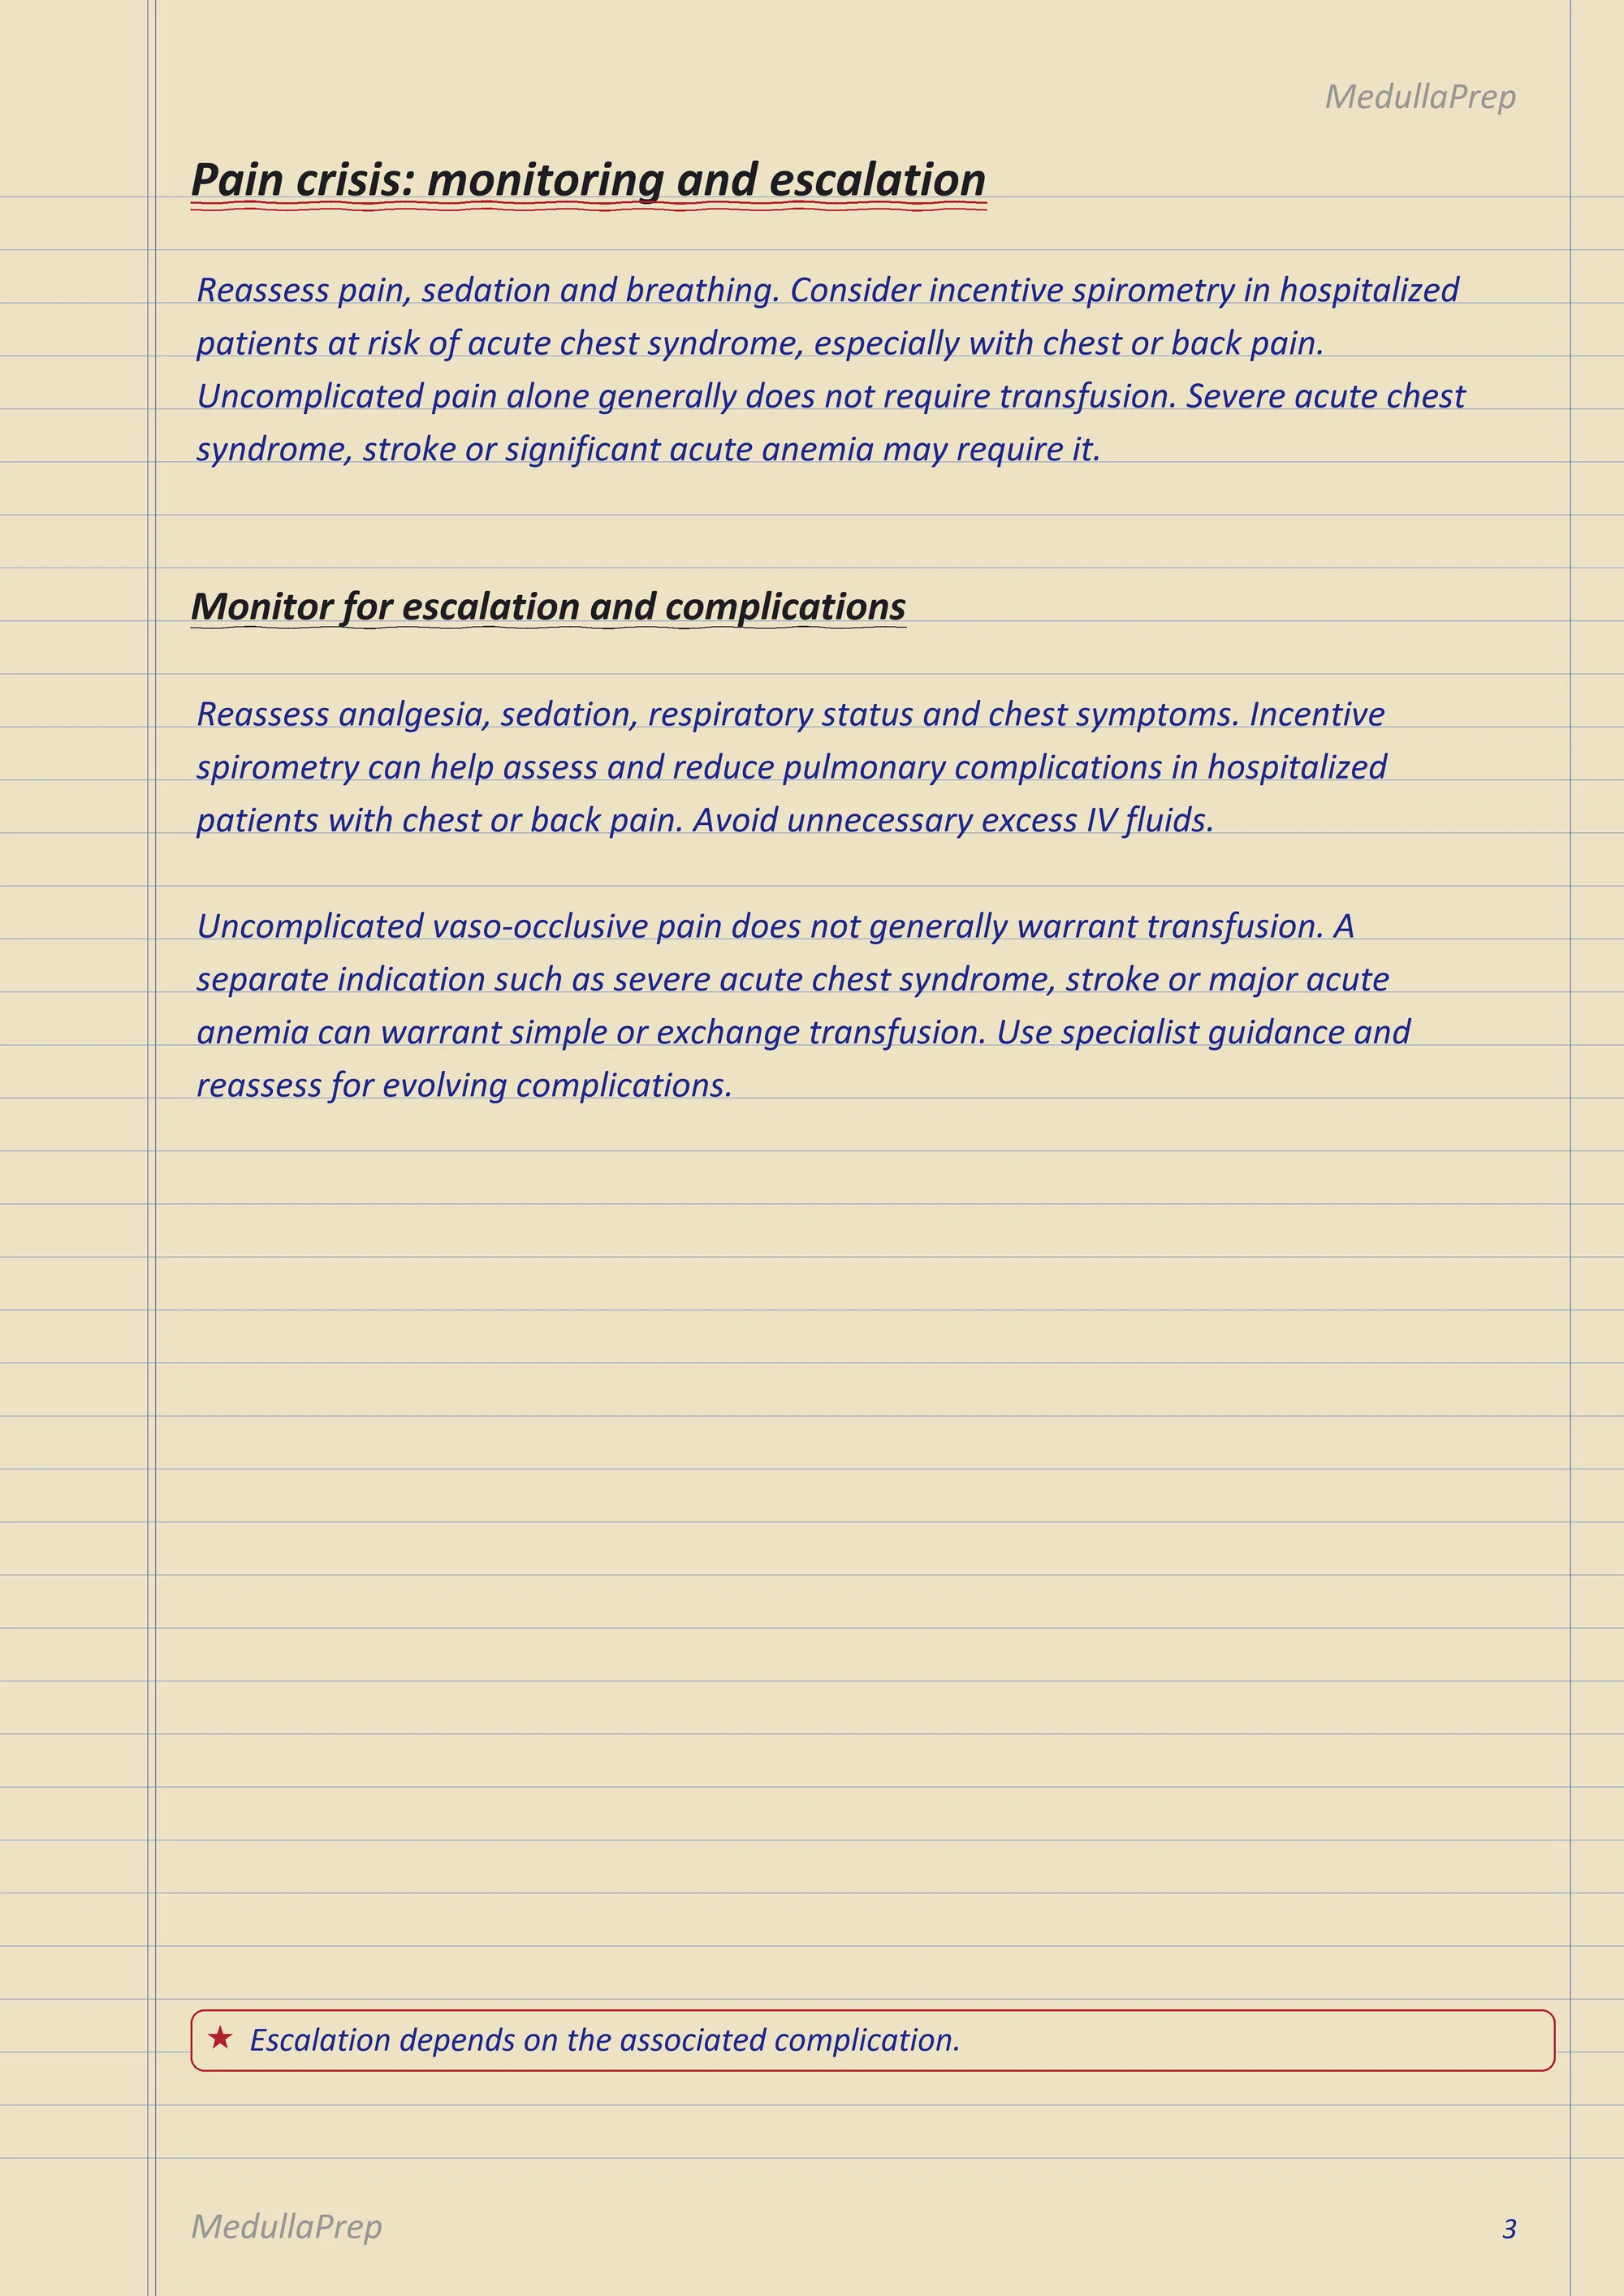 MedullaPrep
Pain crisis: monitoring and escalation
Reassess pain, sedation and breathing. Consider incentive spirometry in hospitalized
patients at risk of acute chest syndrome, especially with chest or back pain.
Uncomplicated pain alone generally does not require transfusion. Severe acute chest
syndrome, stroke or significant acute anemia may require it.
Monitor for escalation and complications
Reassess analgesia, sedation, respiratory status and chest symptoms. Incentive
spirometry can help assess and reduce pulmonary complications in hospitalized
patients with chest or back pain. Avoid unnecessary excess IV fluids.
Uncomplicated vaso-occlusive pain does not generally warrant transfusion. A
separate indication such as severe acute chest syndrome, stroke or major acute
anemia can warrant simple or exchange transfusion. Use specialist guidance and
reassess for evolving complications.
★ Escalation depends on the associated complication.
MedullaPrep
3